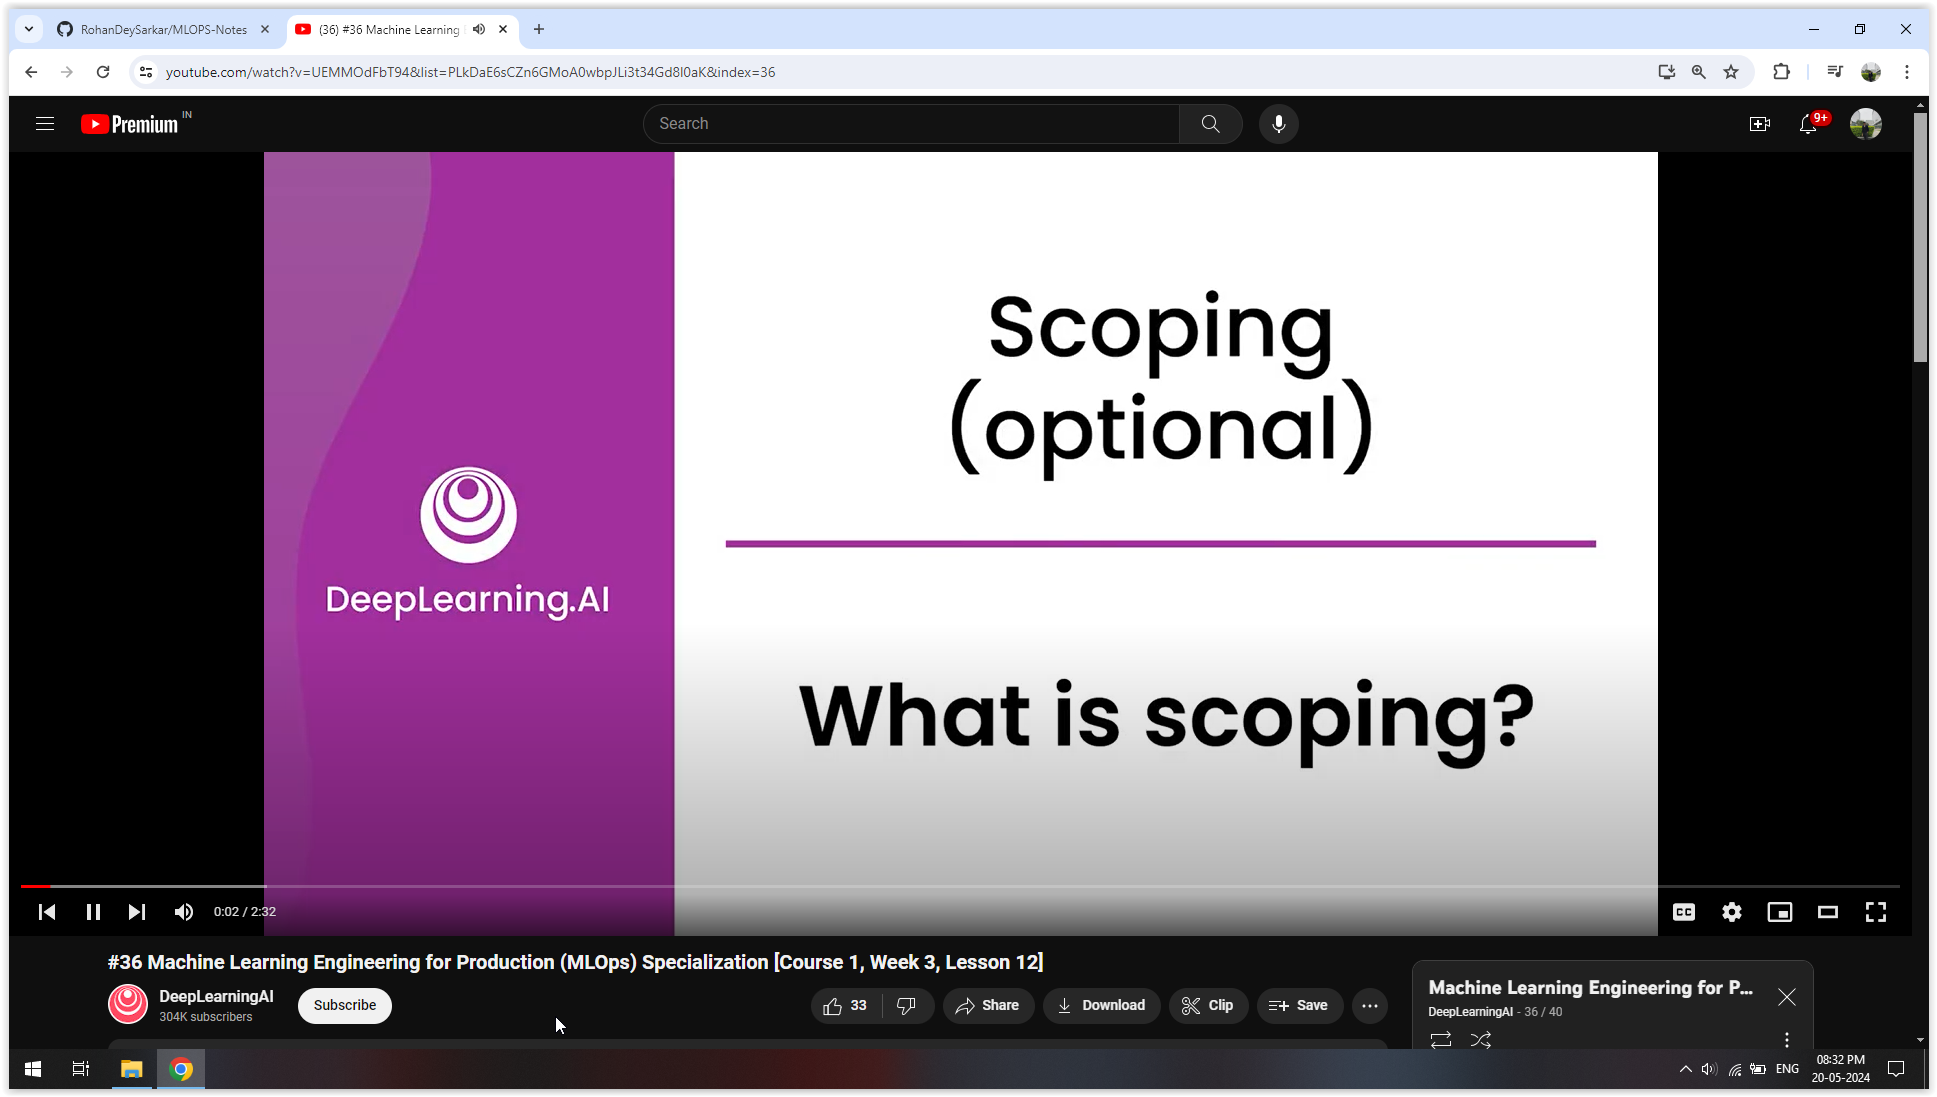 RohanDeySarkar/MLOPS-Notes
(36) #36 Machine Learning
youtube.com/watch?v=UEMMOdFbT94&list=PLkDaE6sCZn6GMoA0wbpJLi3t34Gd8I0aK&index=36
Premium IN
Search
9+
Scoping
(optional)
DeepLearning.AI
What is scoping?
0:02 / 2:32
CC
#36 Machine Learning Engineering for Production (MLOps) Specialization [Course 1, Week 3, Lesson 12]
DeepLearningAI
304K subscribers
Subscribe
33
Share
Download
Clip
Save
Machine Learning Engineering for P...
DeepLearningAI - 36 / 40
ENG
08:32 PM
20-05-2024